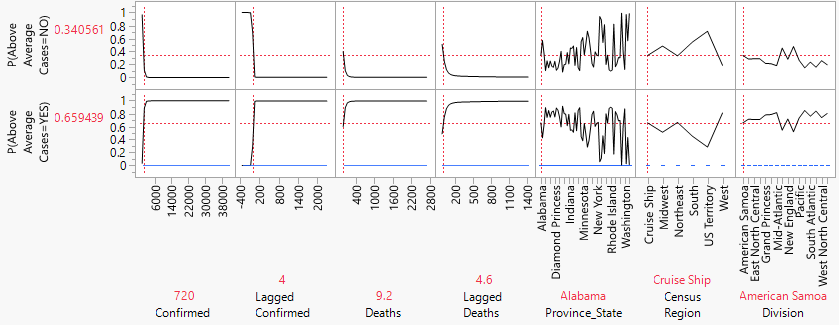 P(Above
Average
Cases=NO)
0.340561
1
0.8
0.6
0.4
0.2
0
P(Above
Average
Cases=YES)
0.659439
1
0.8
0.6
0.4
0.2
0
6000
14000
22000
30000
38000
-400
200
800
1400
2000
0
400
1000
1600
2200
2800
200
400
600
800
1000
1400
Alabama
Diamond Princess
Indiana
Minnesota
New York
Rhode Island
Washington
Cruise Ship
Midwest
Northeast
South
US Territory
West
American Samoa
East North Central
Grand Princess
Mid-Atlantic
New England
Pacific
South Atlantic
West North Central
720
Confirmed
4
Lagged
Confirmed
9.2
Deaths
4.6
Lagged
Deaths
Alabama
Province_State
Cruise Ship
Census
Region
American Samoa
Division